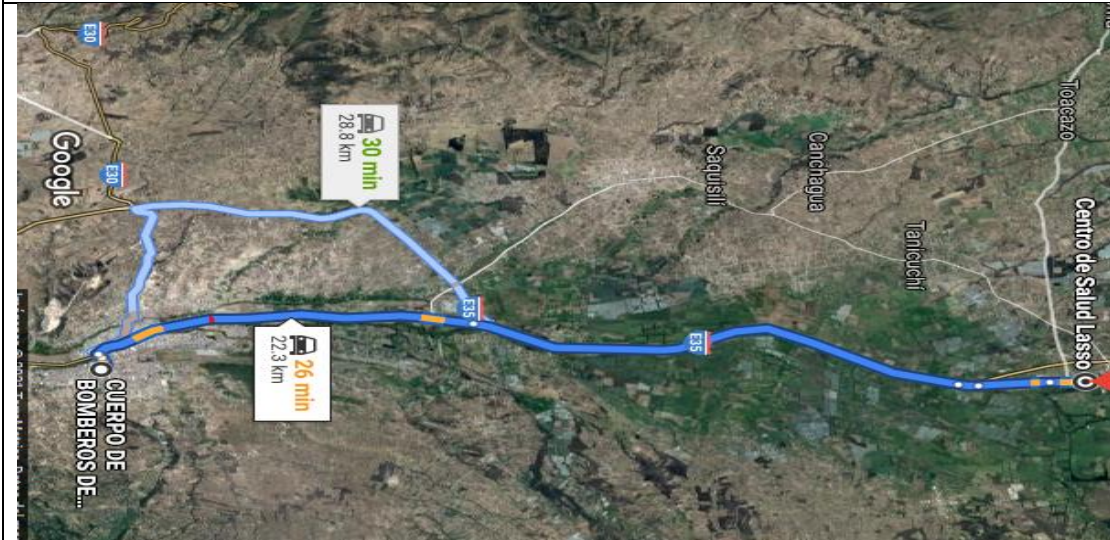 Toacazo
Centro de Salud Lasso
Canchagua
Tanicuchí
Saquisilí
E35
E35
30 min
28.8 km
26 min
22.3 km
E30
E30
Google
CUERPO DE
BOMBEROS DE...